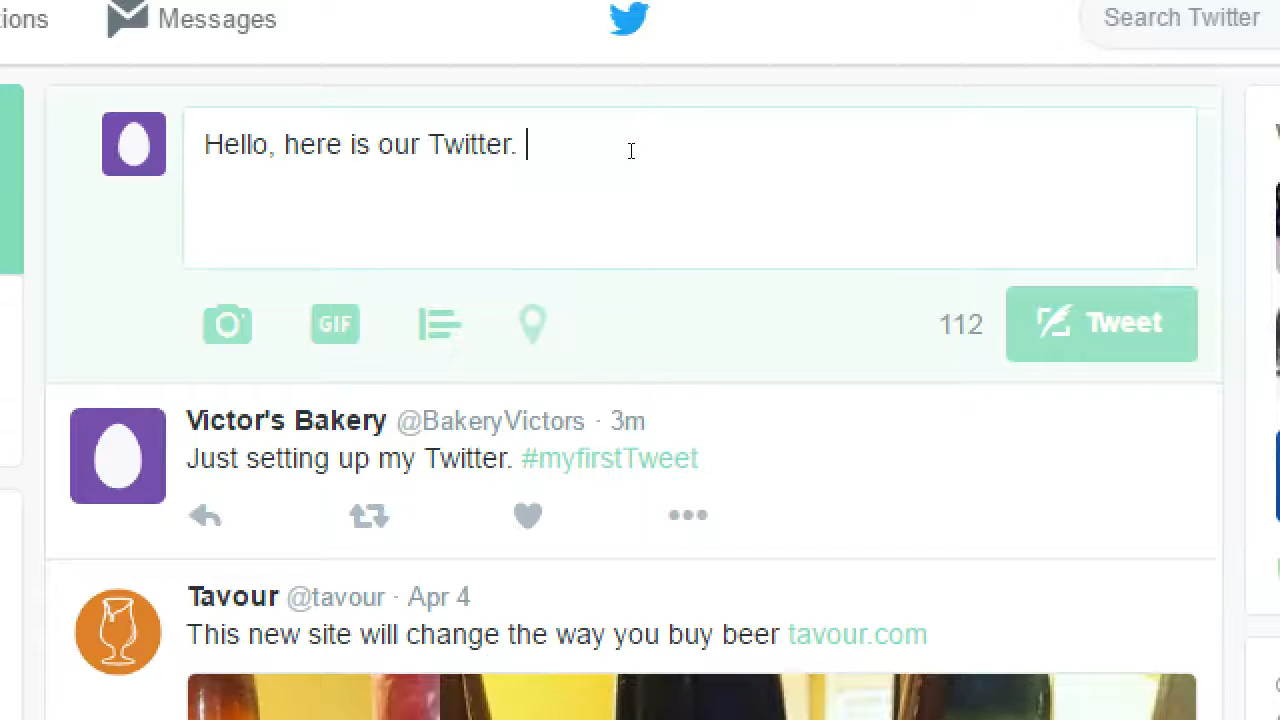 Messages
Search Twitter
Hello, here is our Twitter.
GIF
112
Tweet
Victor's Bakery @BakeryVictors · 3m
Just setting up my Twitter. #myfirstTweet
Tavour @tavour · Apr 4
This new site will change the way you buy beer tavour.com